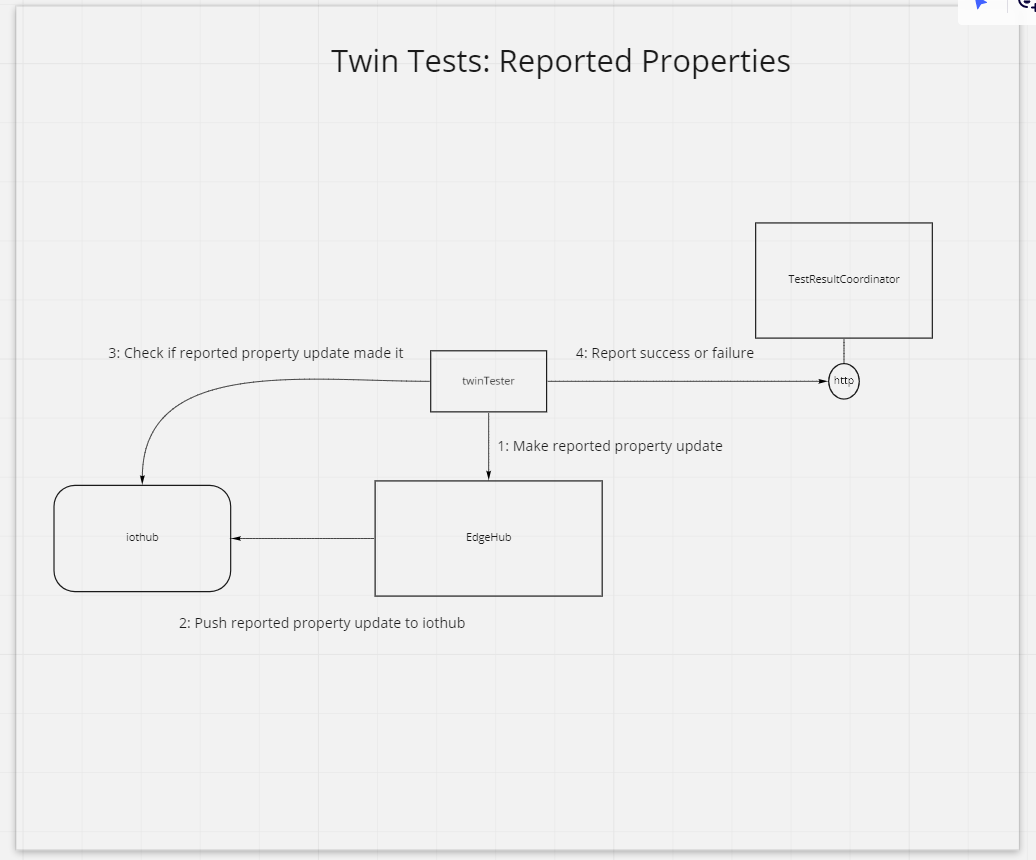 Twin Tests: Reported Properties
TestResultCoordinator
3: Check if reported property update made it
4: Report success or failure
twinTester
http
1: Make reported property update
iothub
EdgeHub
2: Push reported property update to iothub